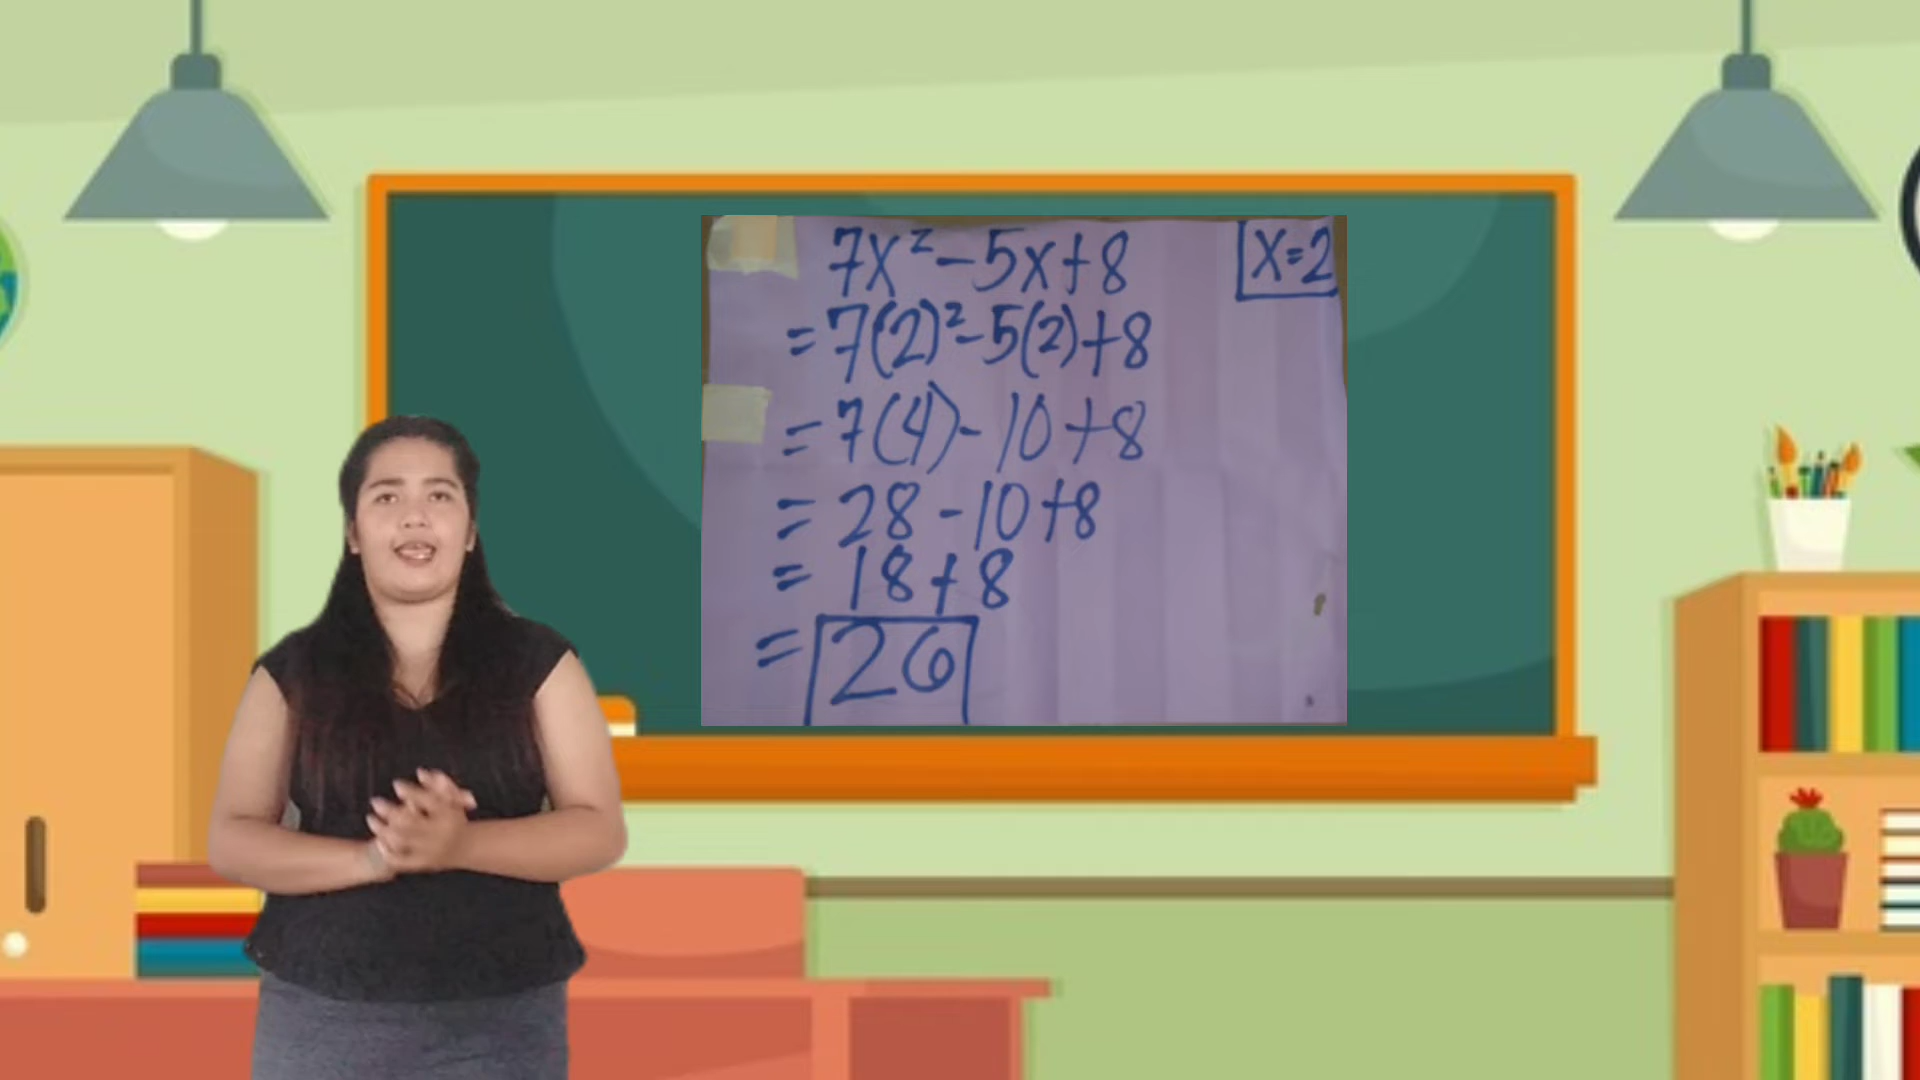 7x² - 5x + 8
x = 2
= 7(2)² - 5(2) + 8
= 7(4) - 10 + 8
= 28 - 10 + 8
= 18 + 8
= 26